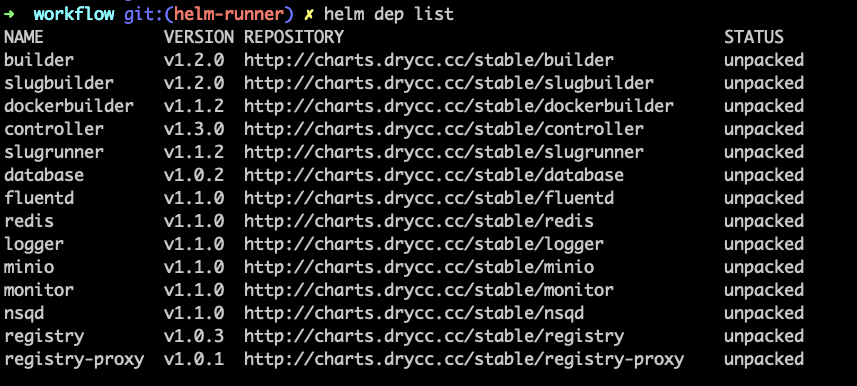 ➜  workflow git:(helm-runner) ✗ helm dep list
NAME            VERSION REPOSITORY                                      STATUS
builder         v1.2.0  http://charts.drycc.cc/stable/builder           unpacked
slugbuilder     v1.2.0  http://charts.drycc.cc/stable/slugbuilder       unpacked
dockerbuilder   v1.1.2  http://charts.drycc.cc/stable/dockerbuilder     unpacked
controller      v1.3.0  http://charts.drycc.cc/stable/controller        unpacked
slugrunner      v1.1.2  http://charts.drycc.cc/stable/slugrunner        unpacked
database        v1.0.2  http://charts.drycc.cc/stable/database          unpacked
fluentd         v1.1.0  http://charts.drycc.cc/stable/fluentd           unpacked
redis           v1.1.0  http://charts.drycc.cc/stable/redis             unpacked
logger          v1.1.0  http://charts.drycc.cc/stable/logger            unpacked
minio           v1.1.0  http://charts.drycc.cc/stable/minio             unpacked
monitor         v1.1.0  http://charts.drycc.cc/stable/monitor           unpacked
nsqd            v1.1.0  http://charts.drycc.cc/stable/nsqd              unpacked
registry        v1.0.3  http://charts.drycc.cc/stable/registry          unpacked
registry-proxy  v1.0.1  http://charts.drycc.cc/stable/registry-proxy    unpacked